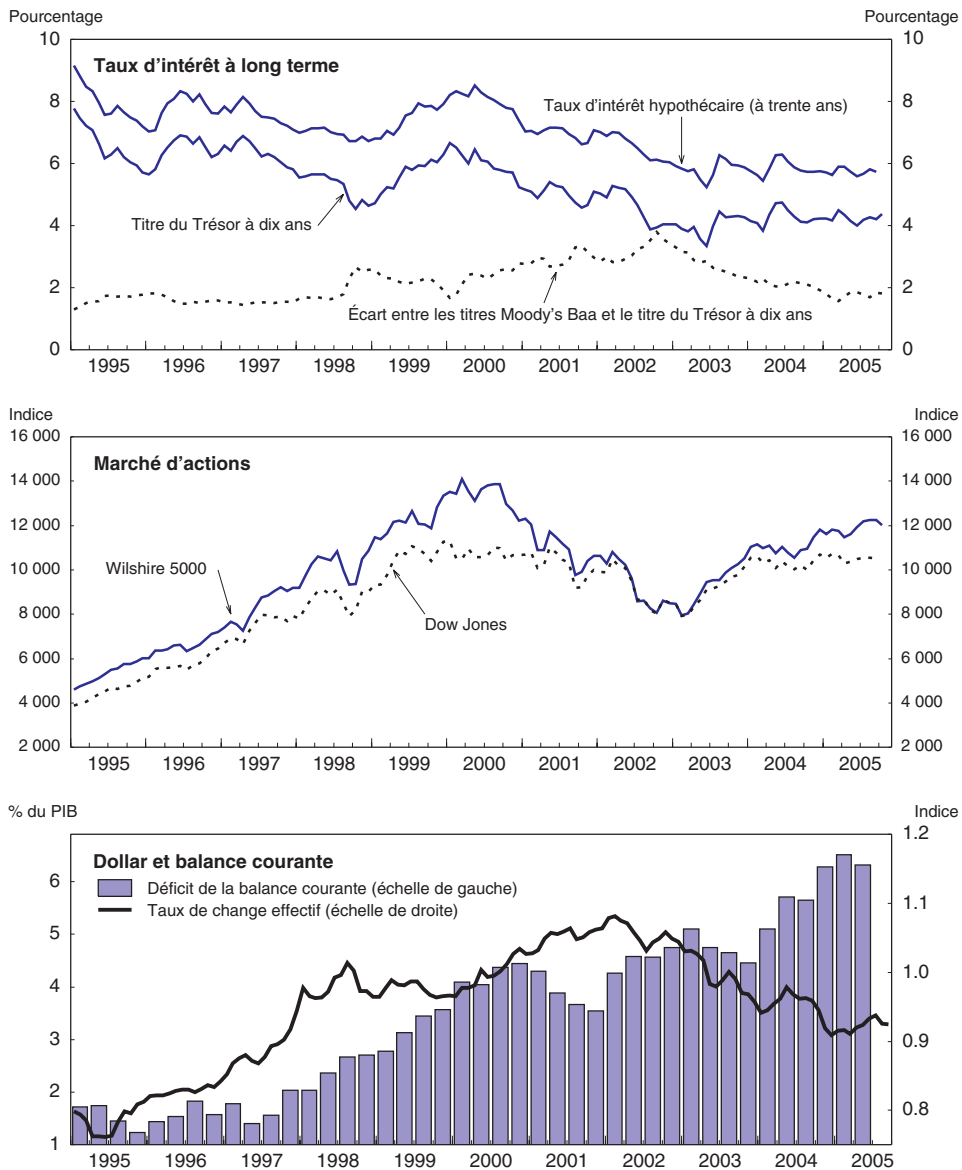 Pourcentage Pourcentage
10 10
Taux d'intérêt à long terme
8 8
Taux d'intérêt hypothécaire (à trente ans)
6 6
Titre du Trésor à dix ans
4 4
2 2
Écart entre les titres Moody's Baa et le titre du Trésor à dix ans
0 0
1995 1996 1997 1998 1999 2000 2001 2002 2003 2004 2005
Indice Indice
16 000 16 000
Marché d'actions
14 000 14 000
12 000 12 000
Wilshire 5000
10 000 10 000
8 000 8 000
Dow Jones
6 000 6 000
4 000 4 000
2 000 2 000
1995 1996 1997 1998 1999 2000 2001 2002 2003 2004 2005
% du PIB Indice
1.2
Dollar et balance courante
6
Déficit de la balance courante (échelle de gauche)
Taux de change effectif (échelle de droite)
1.1
5
1.0
4
3
0.9
2
0.8
1
1995 1996 1997 1998 1999 2000 2001 2002 2003 2004 2005